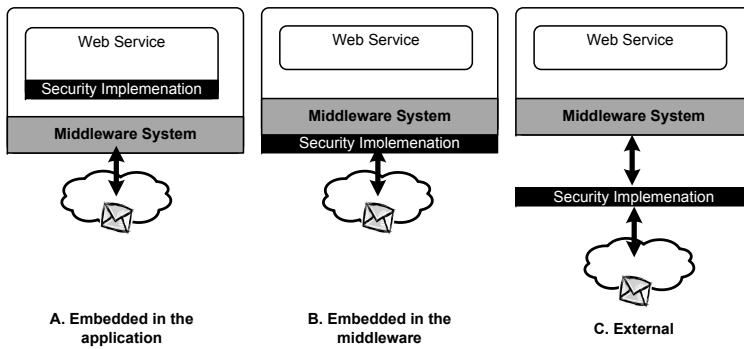 Web Service
Security Implemenation
Middleware System
A. Embedded in the
application
Web Service
Middleware System
Security Imolemenation
B. Embedded in the
middleware
Web Service
Middleware System
Security Implemenation
C. External